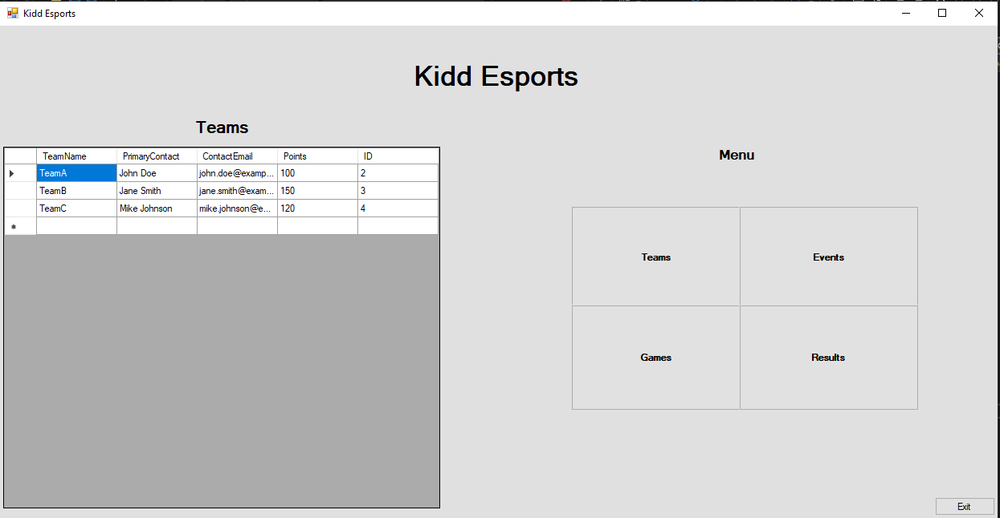 Kidd Esports
Kidd Esports
Teams
TeamName PrimaryContact ContactEmail Points ID
TeamA John Doe john.doe@examp... 100 2
TeamB Jane Smith jane.smith@exam... 150 3
TeamC Mike Johnson mike.johnson@e... 120 4
Menu
Teams Events
Games Results
Exit